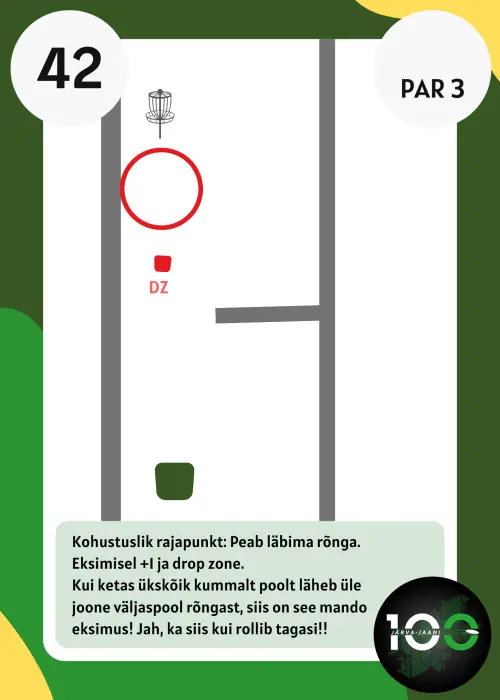 42
PAR 3
DZ
Kohustuslik rajapunkt: Peab läbima rõnga.
Eksimisel +1 ja drop zone.
Kui ketas ükskõik kummalt poolt läheb üle
joone väljaspool rõngast, siis on see mando
eksimus! Jah, ka siis kui rollib tagasi!!
100
JÄRVA-JAANI